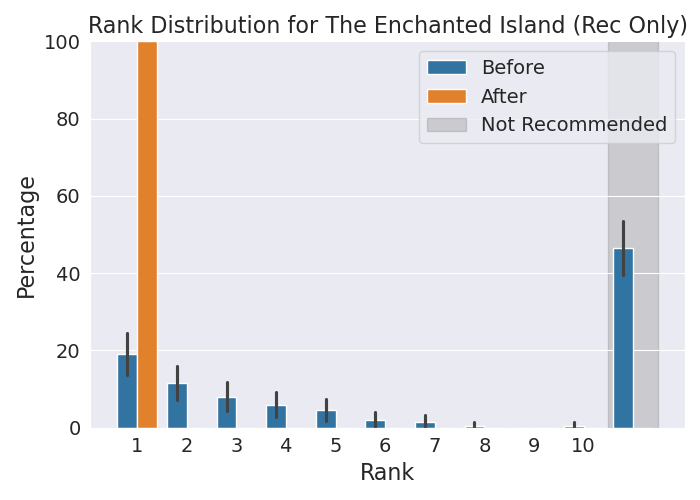 Rank Distribution for The Enchanted Island (Rec Only)
100
80
60
40
20
0
Percentage
Before
After
Not Recommended
1 2 3 4 5 6 7 8 9 10
Rank